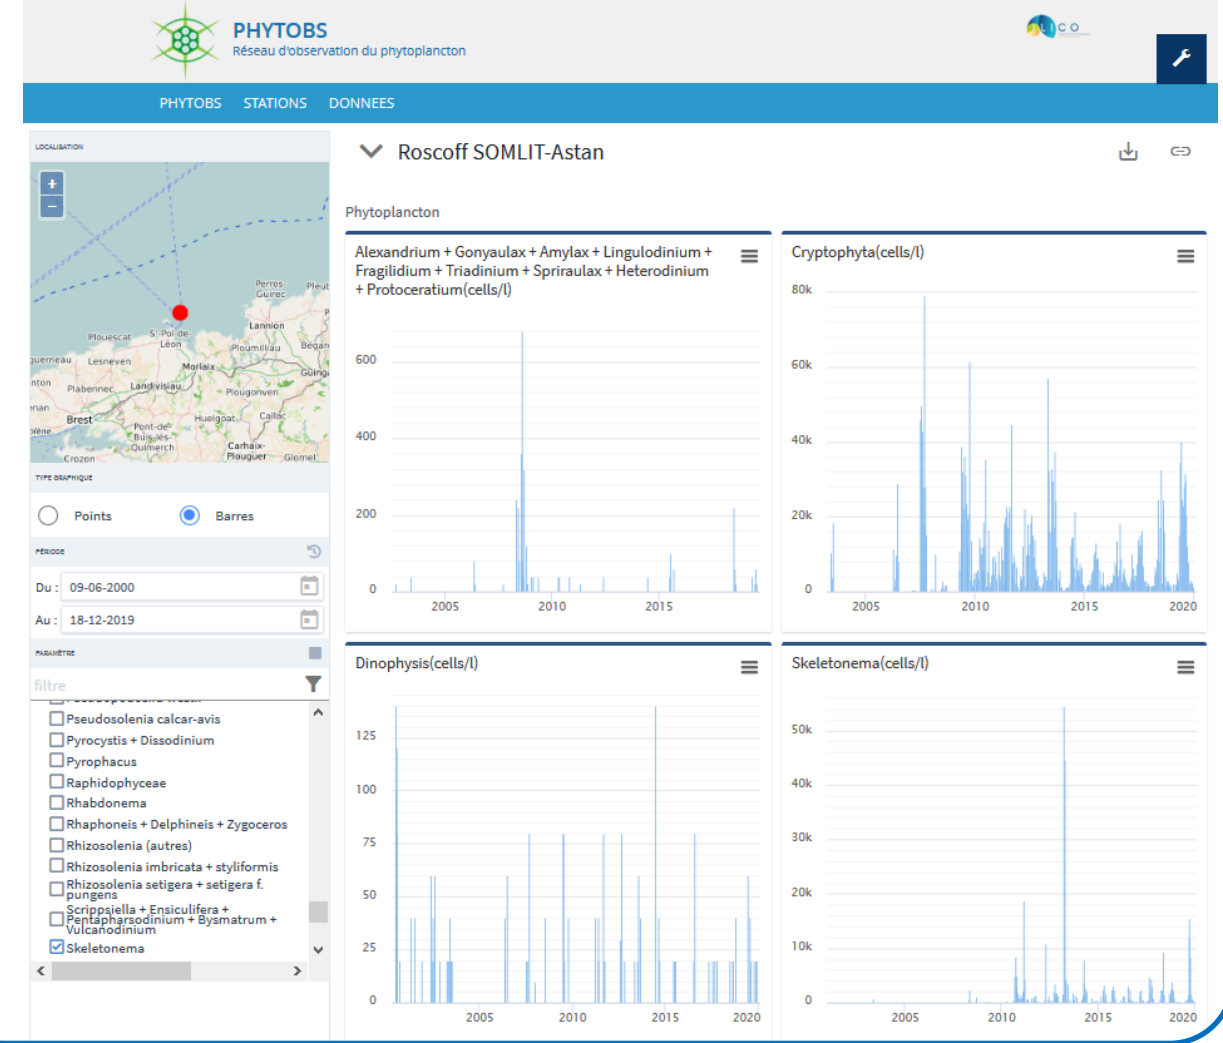 PHYTOBS
Réseau d'observation du phytoplancton
LICO
PHYTOBS STATIONS DONNEES
LOCALISATION
+
−
Perros
Guirec
Pleub
Plouescat
St-Pol-de-
Léon
Lannion
Ploumilliau
Bégar
guerneau
Lesneven
Morlaix
Guing
Plabennec
Landivisiau
Plougonven
Brest
Pont-de-
Buis-lès-
Quimerch
Huelgoat
Callac
Carhaix-
Plouguer
Crozon
Glomel
TYPE GRAPHIQUE
Points
Barres
PÉRIODE
Du : 09-06-2000
Au : 18-12-2019
PARAMÈTRE
filtre
Pseudosolenia calcar-avis
Pyrocystis + Dissodinium
Pyrophacus
Raphidophyceae
Rhabdonema
Rhaphoneis + Delphineis + Zygoceros
Rhizosolenia (autres)
Rhizosolenia imbricata + styliformis
Rhizosolenia setigera + setigera f.
pungens
Scrippsiella + Ensiculifera +
Pentapharsodinium + Bysmatrum +
Vulcanodinium
Skeletonema
Roscoff SOMLIT-Astan
Phytoplancton
Alexandrium + Gonyaulax + Amylax + Lingulodinium +
Fragilidium + Triadinium + Spriraulax + Heterodinium
+ Protoceratium(cells/l)
600
400
200
0
2005 2010 2015
Cryptophyta(cells/l)
80k
60k
40k
20k
0
2005 2010 2015 2020
Dinophysis(cells/l)
125
100
75
50
25
0
2005 2010 2015 2020
Skeletonema(cells/l)
50k
40k
30k
20k
10k
0
2005 2010 2015 2020